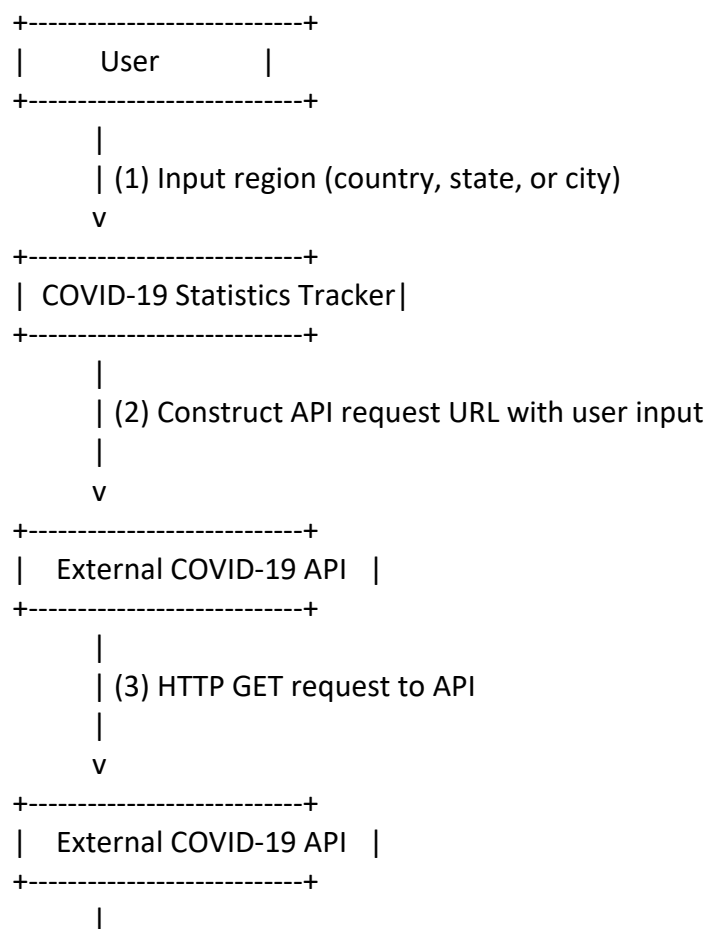 +----------------------------+
|        User          |
+----------------------------+
|
| (1) Input region (country, state, or city)
v
+----------------------------+
|  COVID-19 Statistics Tracker|
+----------------------------+
|
| (2) Construct API request URL with user input
|
v
+----------------------------+
|   External COVID-19 API   |
+----------------------------+
|
| (3) HTTP GET request to API
|
v
+----------------------------+
|   External COVID-19 API   |
+----------------------------+
|